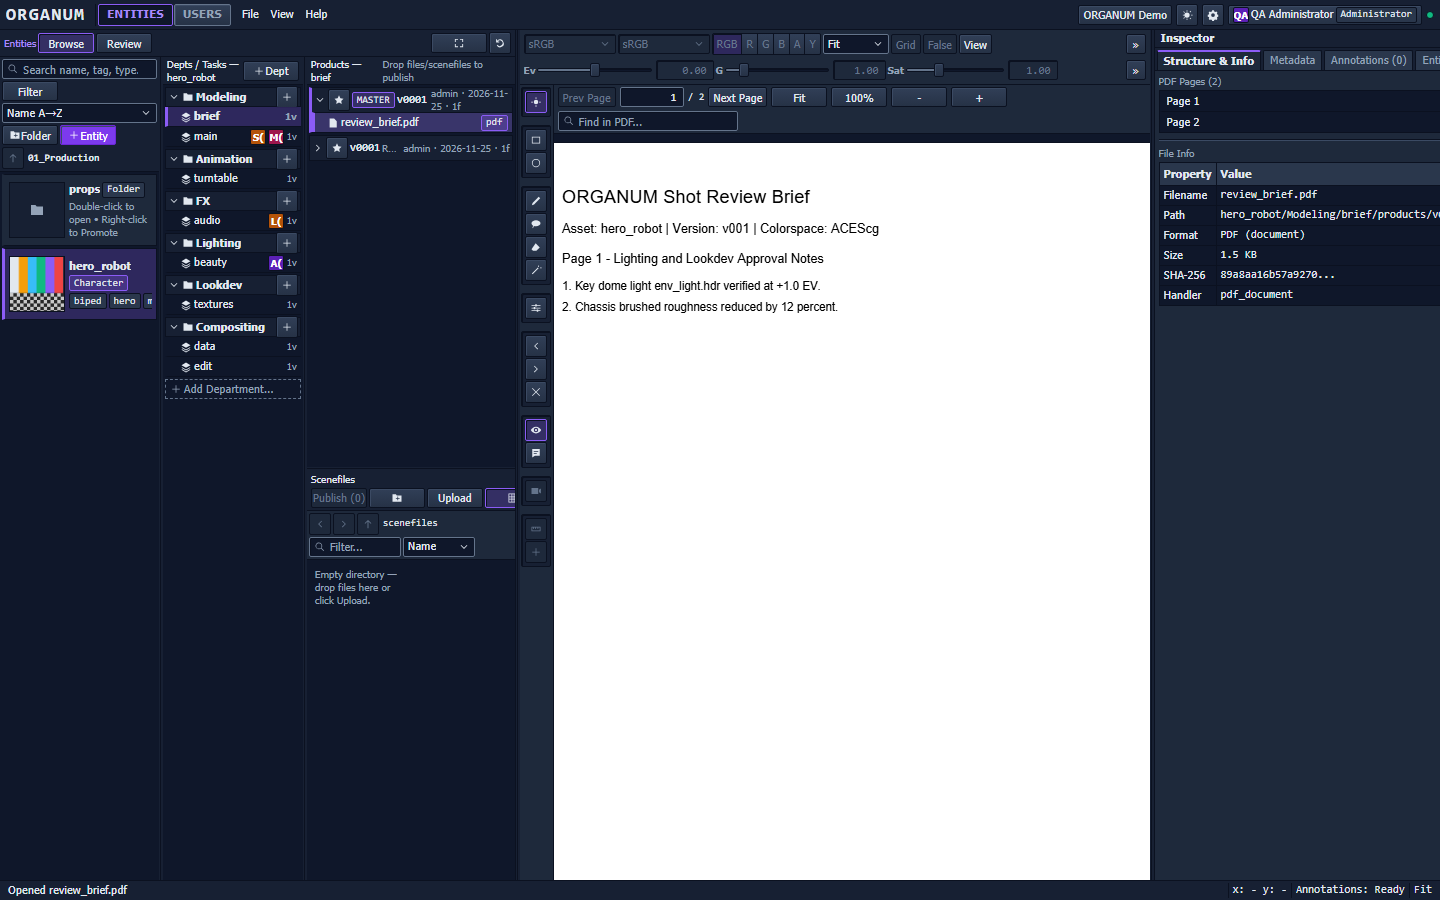 ORGANUM ENTITIES USERS File View Help ORGANUM Demo QA QA Administrator Administrator
Entities Browse Review
Search name, tag, type.
Filter
Name A→Z
Folder + Entity
01_Production
props Folder
Double-click to
open • Right-click
to Promote
hero_robot
Character
biped hero
Depts / Tasks —
hero_robot
+ Dept
Modeling +
brief 1v
main S( M( 1v
Animation +
turntable 1v
FX +
audio L( 1v
Lighting +
beauty A( 1v
Lookdev +
textures 1v
Compositing +
data 1v
edit 1v
+ Add Department...
Products —
brief
Drop files/scenefiles to
publish
MASTER v0001 admin · 2026-11-
25 · 1f
review_brief.pdf pdf
v0001 R... admin · 2026-11-25 · 1f
Scenefiles
Publish (0) Upload
scenefiles
Filter... Name
Empty directory —
drop files here or
click Upload.
sRGB sRGB RGB R G B A Y Fit Grid False View »
Ev 0.00 G 1.00 Sat 1.00 »
Prev Page 1 / 2 Next Page Fit 100% - +
Find in PDF...
ORGANUM Shot Review Brief
Asset: hero_robot | Version: v001 | Colorspace: ACEScg
Page 1 - Lighting and Lookdev Approval Notes
1. Key dome light env_light.hdr verified at +1.0 EV.
2. Chassis brushed roughness reduced by 12 percent.
Inspector
Structure & Info Metadata Annotations (0) Enti
PDF Pages (2)
Page 1
Page 2
File Info
Property Value
Filename review_brief.pdf
Path hero_robot/Modeling/brief/products/v
Format PDF (document)
Size 1.5 KB
SHA-256 89a8aa16b57a9270...
Handler pdf_document
Opened review_brief.pdf x: - y: - Annotations: Ready Fit